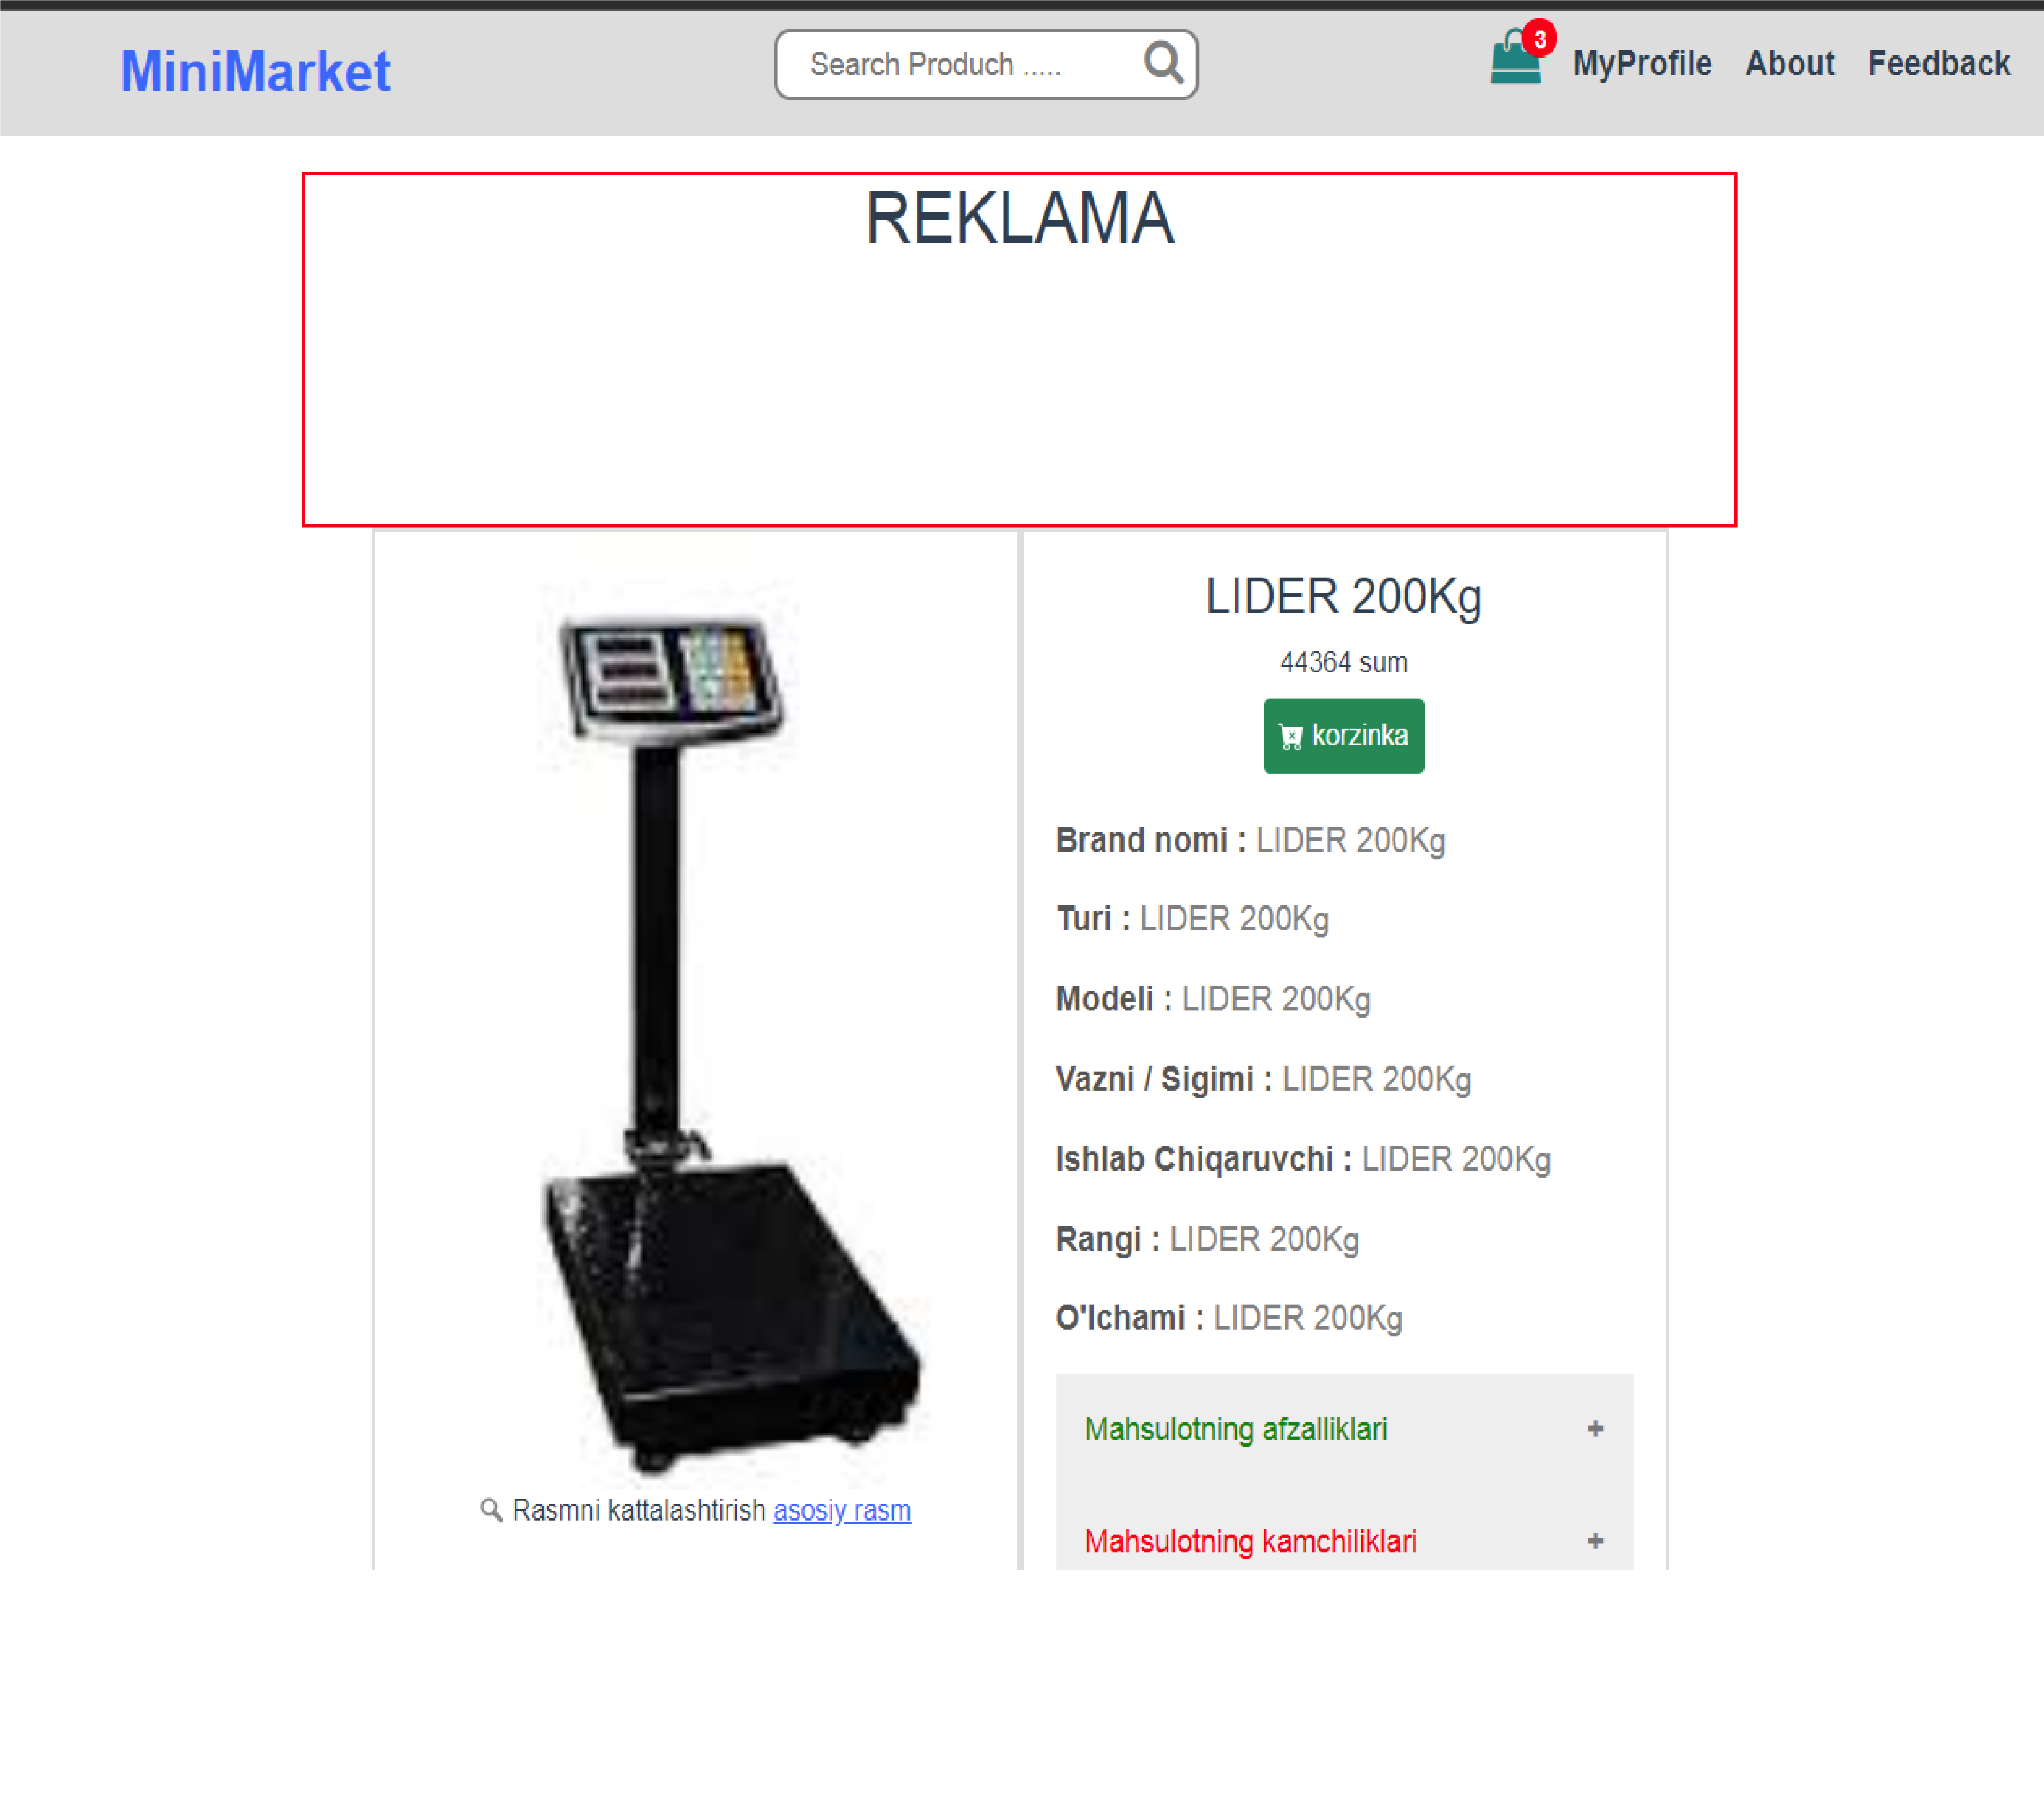 MiniMarket
Search Produch .....
3
MyProfile About Feedback
REKLAMA
LIDER 200Kg
44364 sum
korzinka
Brand nomi : LIDER 200Kg
Turi : LIDER 200Kg
Modeli : LIDER 200Kg
Vazni / Sigimi : LIDER 200Kg
Ishlab Chiqaruvchi : LIDER 200Kg
Rangi : LIDER 200Kg
O'lchami : LIDER 200Kg
Mahsulotning afzalliklari +
Mahsulotning kamchiliklari +
Rasmni kattalashtirish asosiy rasm